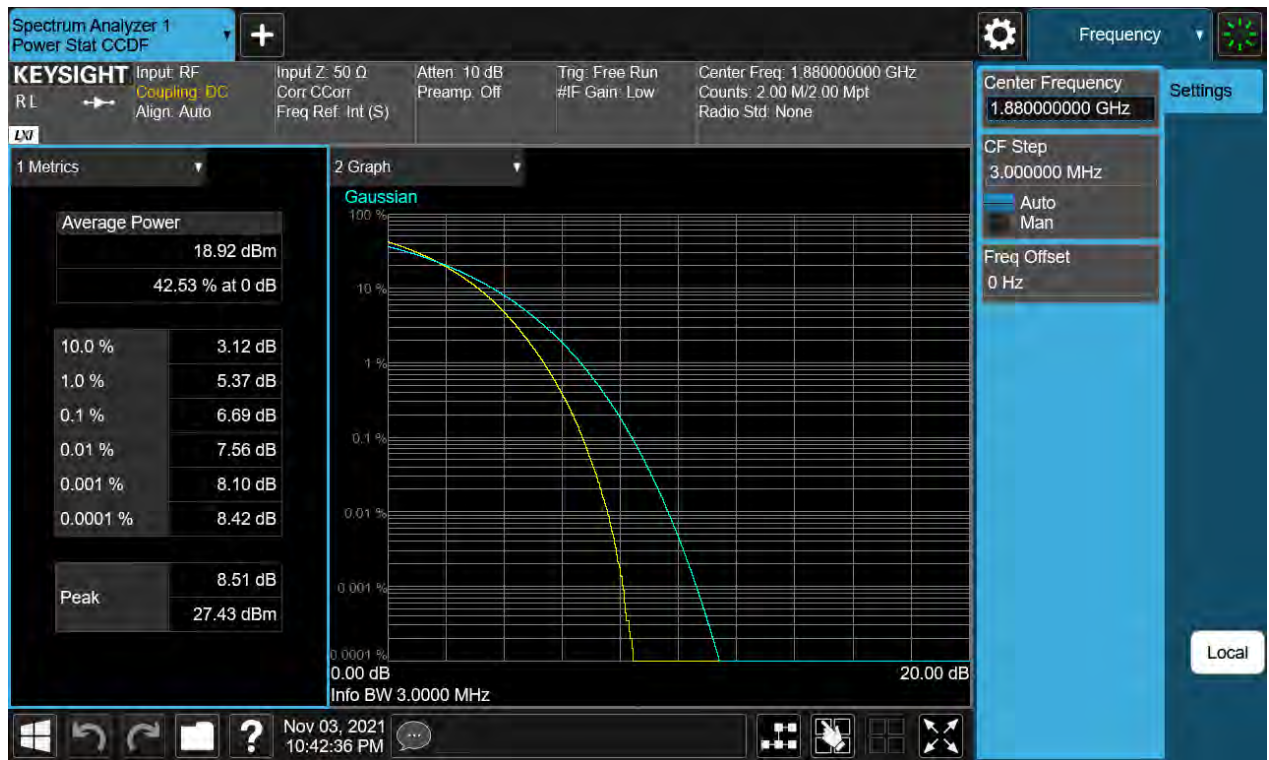 Spectrum Analyzer 1
Power Stat CCDF
+
Frequency
KEYSIGHT
RL
LXI
Input: RF
Coupling: DC
Align: Auto
Input Z: 50 Ω
Corr CCorr
Freq Ref: Int (S)
Atten: 10 dB
Preamp: Off
Trig: Free Run
#IF Gain: Low
Center Freq: 1.880000000 GHz
Counts: 2.00 M/2.00 Mpt
Radio Std: None
Center Frequency
1.880000000 GHz
Settings
CF Step
3.000000 MHz
Auto
Man
Freq Offset
0 Hz
1 Metrics
Average Power
18.92 dBm
42.53 % at 0 dB
10.0 % 3.12 dB
1.0 % 5.37 dB
0.1 % 6.69 dB
0.01 % 7.56 dB
0.001 % 8.10 dB
0.0001 % 8.42 dB
Peak
8.51 dB
27.43 dBm
2 Graph
Gaussian
100 %
10 %
1 %
0.1 %
0.01 %
0.001 %
0.0001 %
0.00 dB 20.00 dB
Info BW 3.0000 MHz
Local
?
Nov 03, 2021
10:42:36 PM